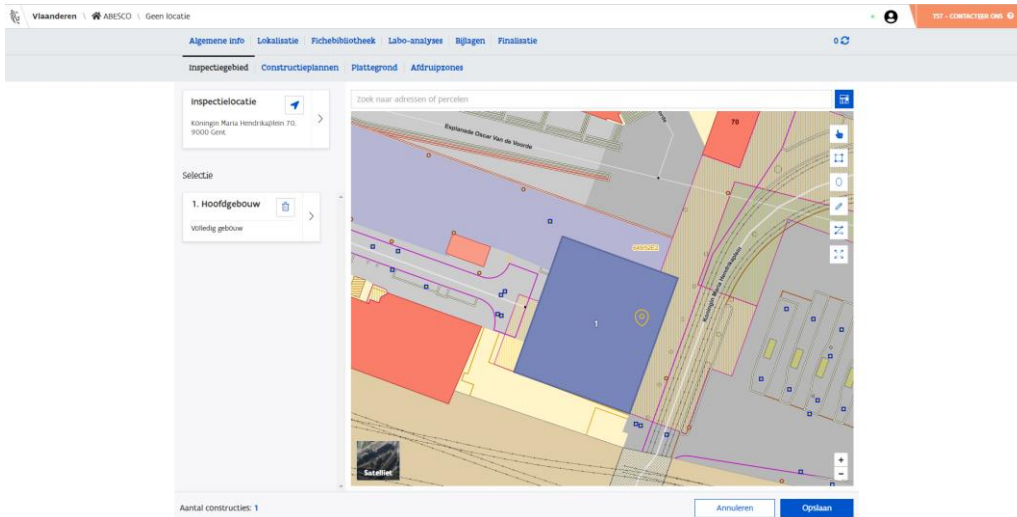 Vlaanderen \ ABESCO \ Geen locatie
TST - CONTACTEER ONS
Algemene info Lokalisatie Fichebibliotheek Labo-analyses Bijlagen Finalisatie 0
Inspectiegebied Constructieplannen Plattegrond Afdruipzones
Inspectielocatie
Koningin Maria Hendrikaplein 70,
9000 Gent
Zoek naar adressen of percelen
70
Esplanade Oscar Van de Voorde
Selectie
1. Hoofdgebouw
Volledig gebouw
1
Koningin Maria Hendrikaplein
Satelliet
+
-
Aantal constructies: 1
Annuleren
Opslaan